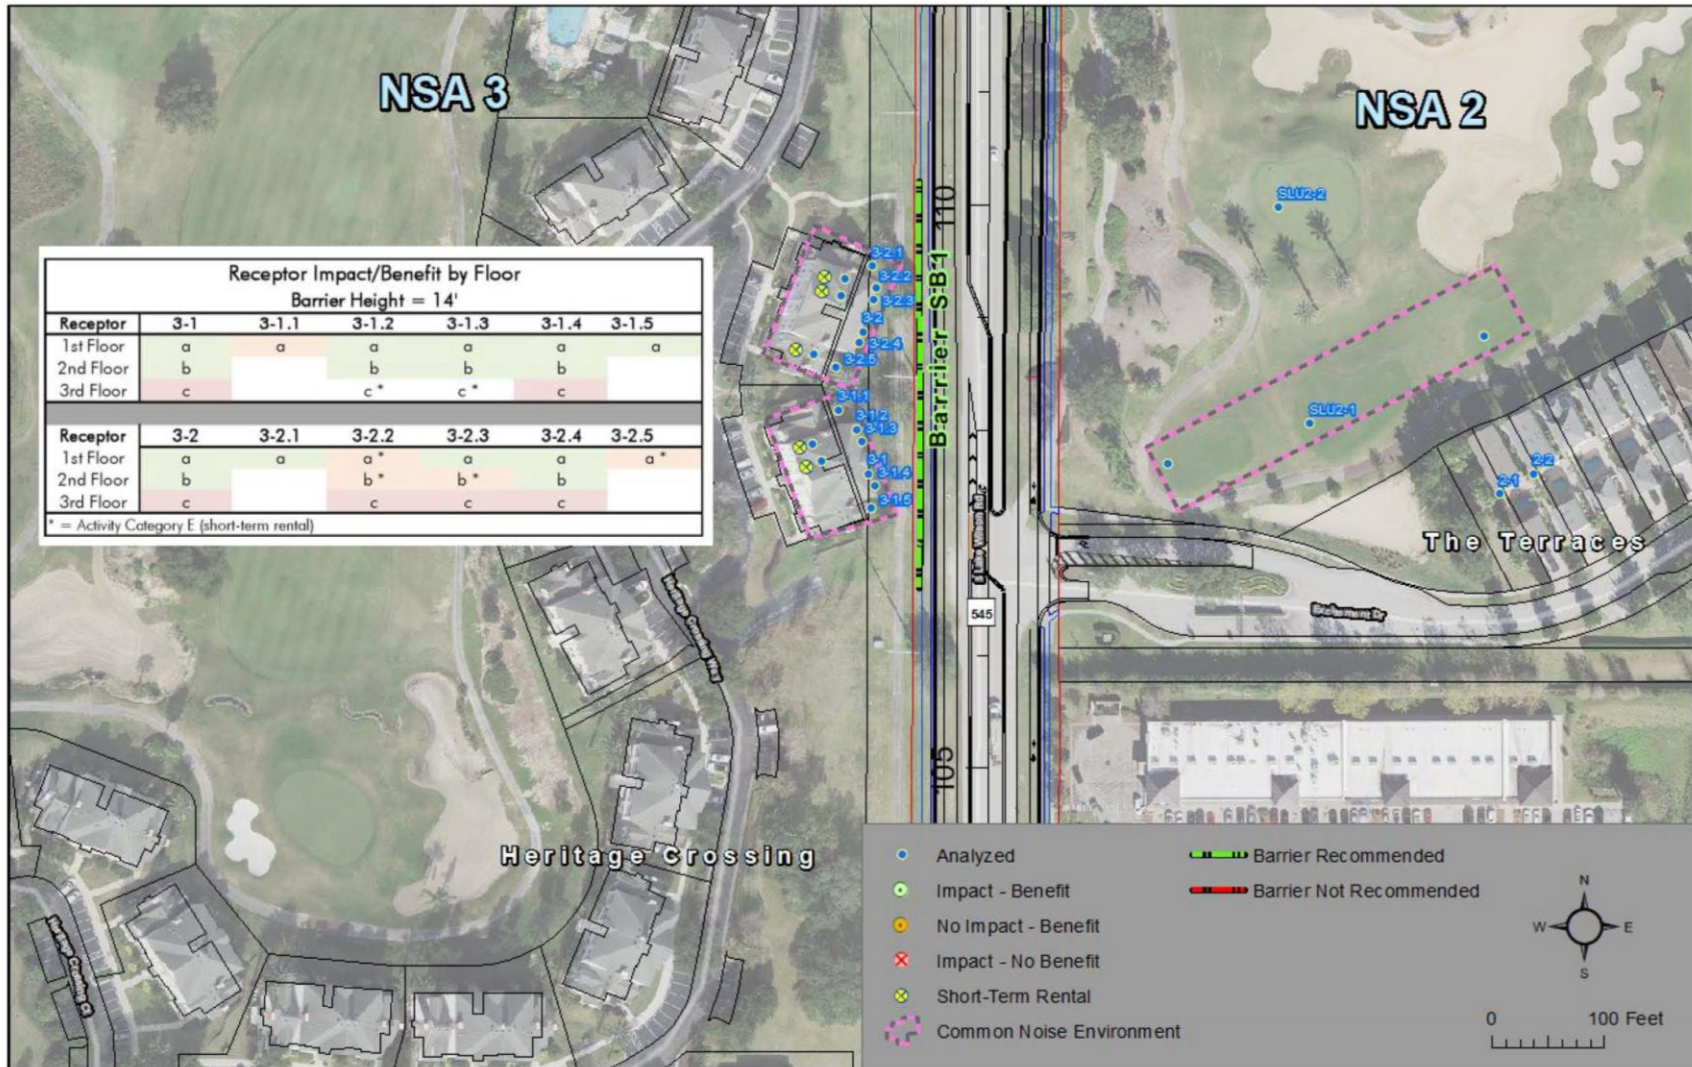 NSA 3
NSA 2
SLU2-2
110
Barrier SB1
3-2.1
3-2.2
3-2.3
3-2
3-2.4
3-2.5
3-1.1
3-1.2
3-1.3
3-1
3-1.4
3-1.5
Receptor Impact/Benefit by Floor
Barrier Height = 14'
Receptor 3-1 3-1.1 3-1.2 3-1.3 3-1.4 3-1.5
1st Floor a a a a a a
2nd Floor b b b b
3rd Floor c c * c * c
Receptor 3-2 3-2.1 3-2.2 3-2.3 3-2.4 3-2.5
1st Floor a a a * a a a *
2nd Floor b b * b * b
3rd Floor c c c c
* = Activity Category E (short-term rental)
SLU2-1
2-2
2-1
The Terraces
545
105
Heritage Crossing Way
Heritage Crossing
Heritage Crossing Ct
Analyzed
Impact - Benefit
No Impact - Benefit
Impact - No Benefit
Short-Term Rental
Common Noise Environment
Barrier Recommended
Barrier Not Recommended
N
W
E
S
0 100 Feet